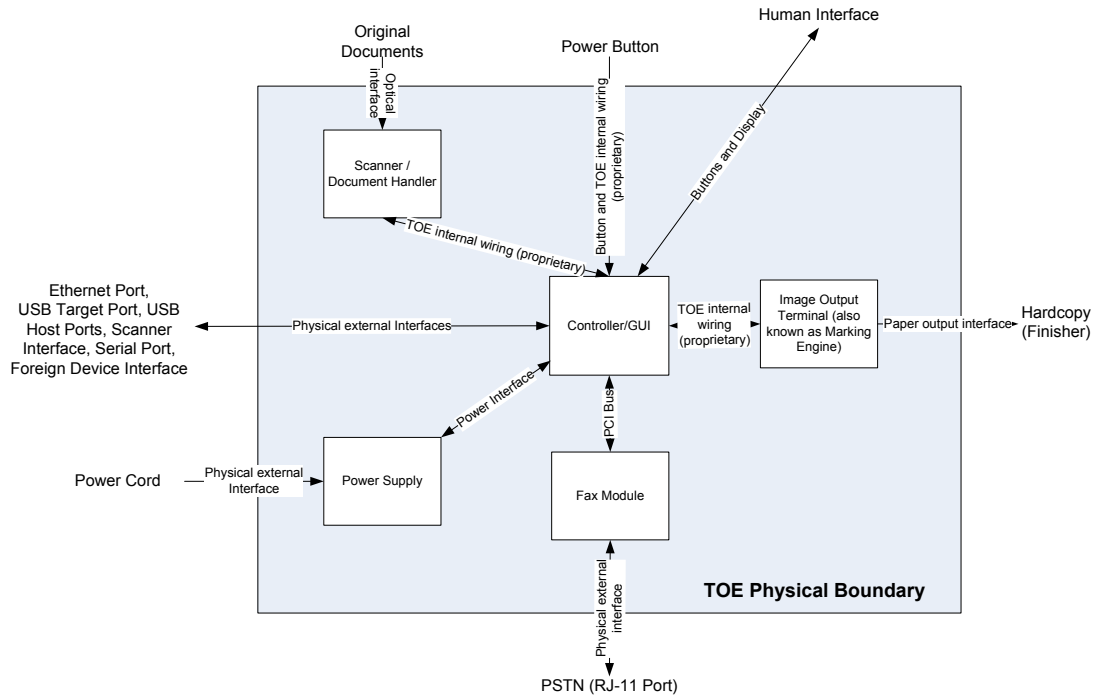 Human Interface
Original
Documents
Power Button
Optical
interface
Button and TOE internal wiring
(proprietary)
Buttons and Display
Scanner /
Document Handler
TOE internal wiring (proprietary)
Ethernet Port,
USB Target Port, USB
Host Ports, Scanner
Interface, Serial Port,
Foreign Device Interface
Physical external Interfaces
Controller/GUI
TOE internal
wiring
(proprietary)
Image Output
Terminal (also
known as Marking
Engine)
Paper output interface
Hardcopy
(Finisher)
Power Interface
PCI Bus
Power Cord
Physical external
Interface
Power Supply
Fax Module
Physical external
interface
TOE Physical Boundary
PSTN (RJ-11 Port)